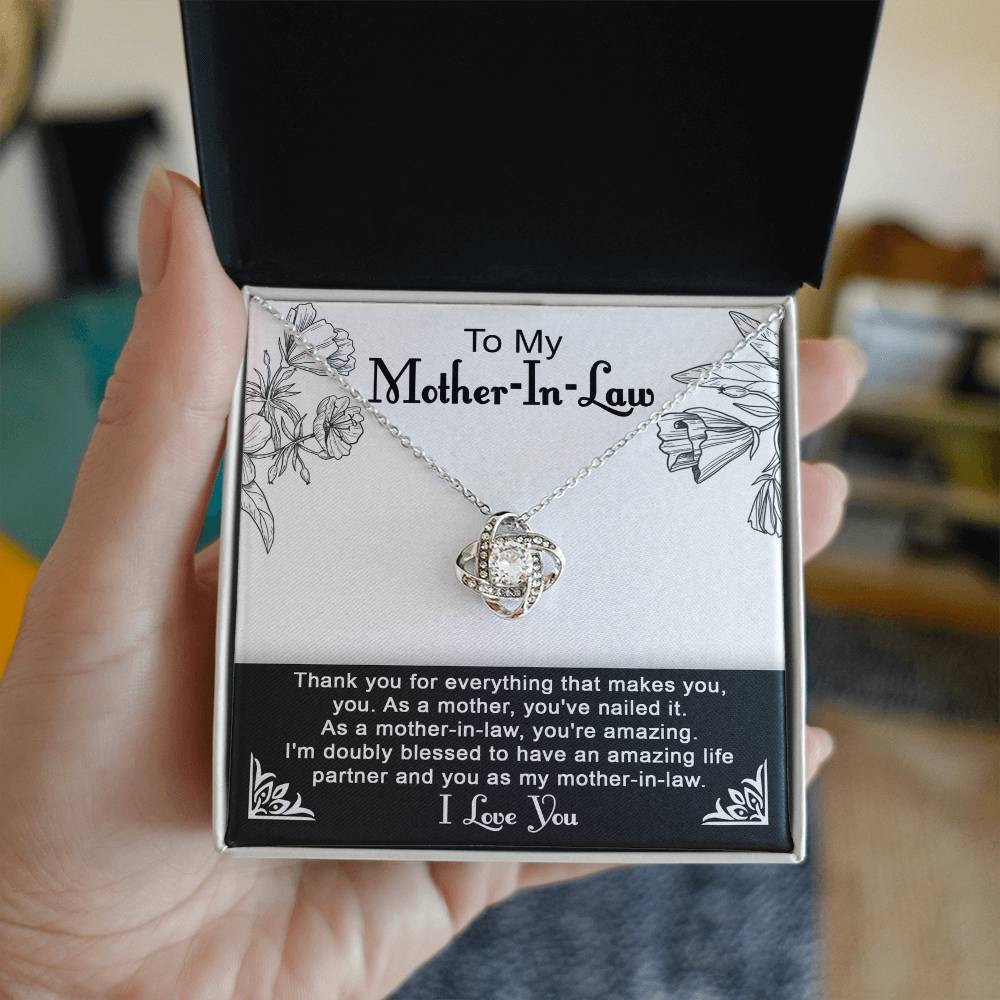 To My
Mother-In-Law
Thank you for everything that makes you,
you. As a mother, you've nailed it.
As a mother-in-law, you're amazing.
I'm doubly blessed to have an amazing life
partner and you as my mother-in-law.
I Love You